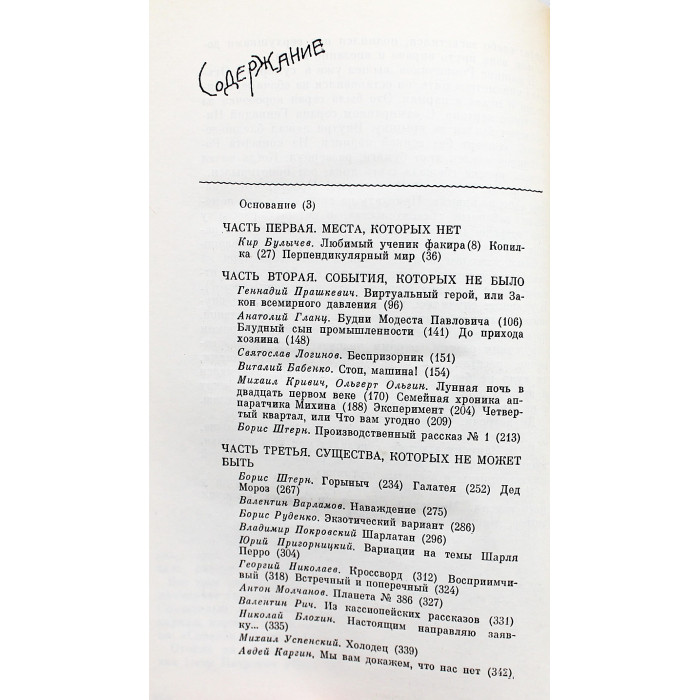 Содержание
Основание (3)
ЧАСТЬ ПЕРВАЯ. МЕСТА, КОТОРЫХ НЕТ
Кир Булычев. Любимый ученик факира(8) Копил-
ка (27) Перпендикулярный мир (36)
ЧАСТЬ ВТОРАЯ. СОБЫТИЯ, КОТОРЫХ НЕ БЫЛО
Геннадий Прашкевич. Виртуальный герой, или За-
кон всемирного давления (96)
Анатолий Гланц. Будни Модеста Павловича (106)
Блудный сын промышленности (141) До прихода
хозяина (148)
Святослав Логинов. Беспризорник (151)
Виталий Бабенко. Стоп, машина! (154)
Михаил Кривич, Ольгерт Ольгин. Лунная ночь в
двадцать первом веке (170) Семейная хроника ап-
паратчика Михина (188) Эксперимент (204) Четвер-
тый квартал, или Что вам угодно (209)
Борис Штерн. Производственный рассказ № 1 (213)
ЧАСТЬ ТРЕТЬЯ. СУЩЕСТВА, КОТОРЫХ НЕ МОЖЕТ
БЫТЬ
Борис Штерн. Горыныч (234) Галатея (252) Дед
Мороз (267)
Валентин Варламов. Наваждение (275)
Борис Руденко. Экзотический вариант (286)
Владимир Покровский Шарлатан (296)
Юрий Пригорницкий. Вариации на темы Шарля
Перро (304)
Георгий Николаев. Кроссворд (312) Восприимчи-
вый (318) Встречный и поперечный (324)
Антон Молчанов. Планета № 386 (327)
Валентин Рич. Из кассиопейских рассказов (331)
Николай Блохин. Настоящим направляю заяв-
ку... (335)
Михаил Успенский. Холодец (339)
Авдей Каргин, Мы вам докажем, что нас нет (342).